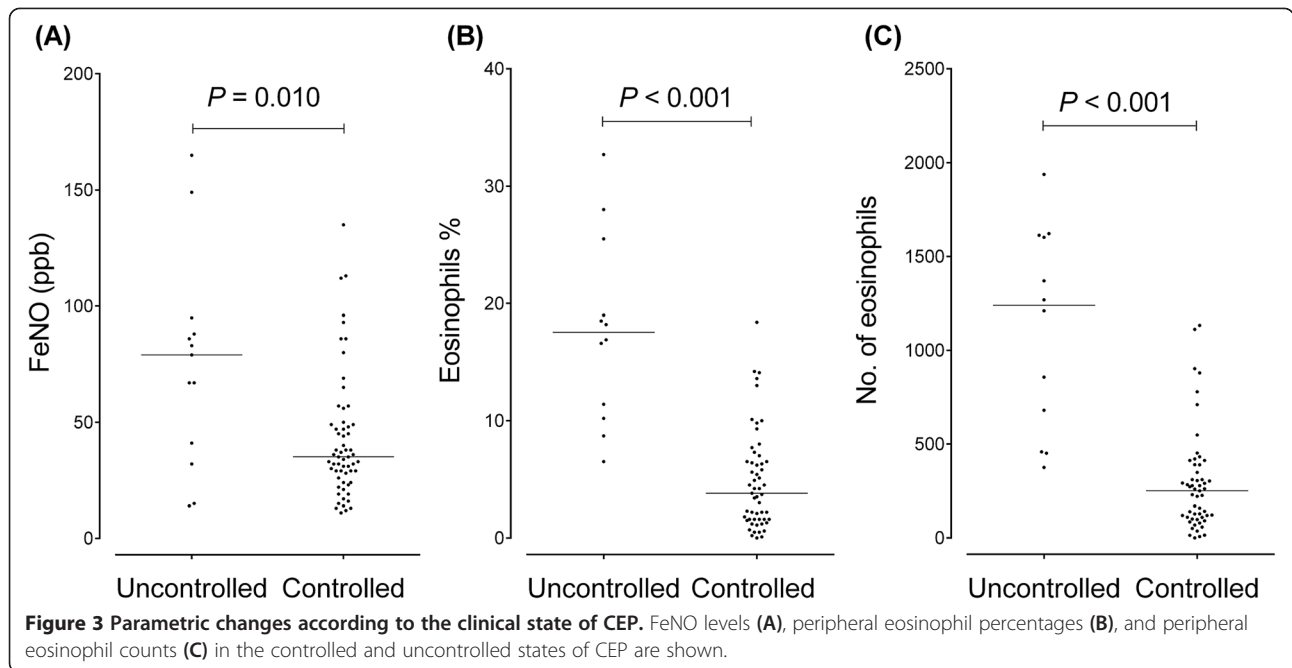 (A) (B) (C)
200 40 2500
P = 0.010 P < 0.001 P < 0.001
2000
150 30
1500
FeNO (ppb) Eosinophils % No. of eosinophils
100 20
1000
50 10
500
0 0 0
Uncontrolled Controlled Uncontrolled Controlled Uncontrolled Controlled
Figure 3 Parametric changes according to the clinical state of CEP. FeNO levels (A), peripheral eosinophil percentages (B), and peripheral
eosinophil counts (C) in the controlled and uncontrolled states of CEP are shown.